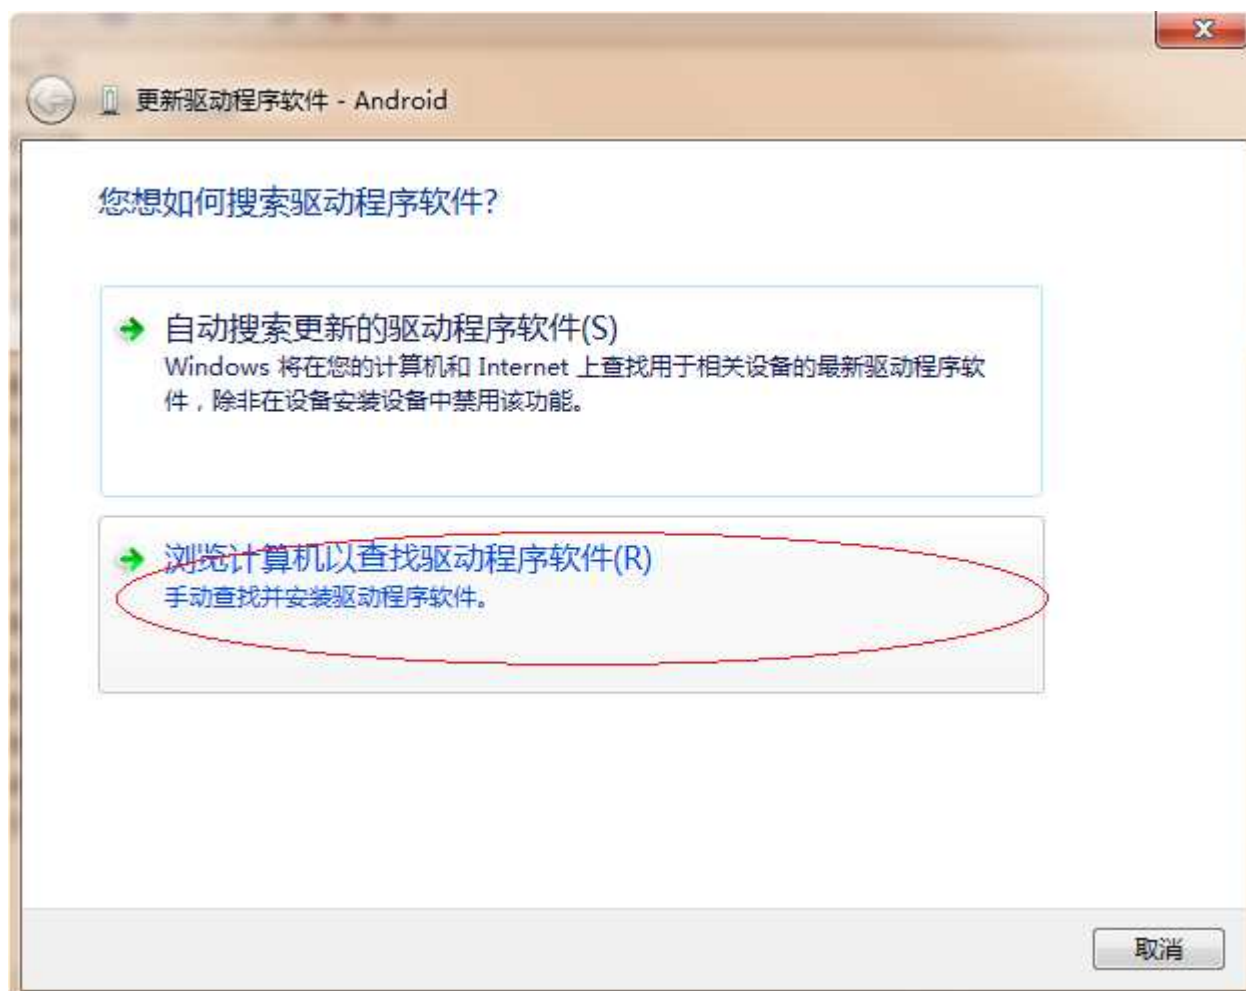 更新驱动程序软件 - Android
您想如何搜索驱动程序软件?
自动搜索更新的驱动程序软件(S)
Windows 将在您的计算机和 Internet 上查找用于相关设备的最新驱动程序软
件，除非在设备安装设备中禁用该功能。
浏览计算机以查找驱动程序软件(R)
手动查找并安装驱动程序软件。
取消